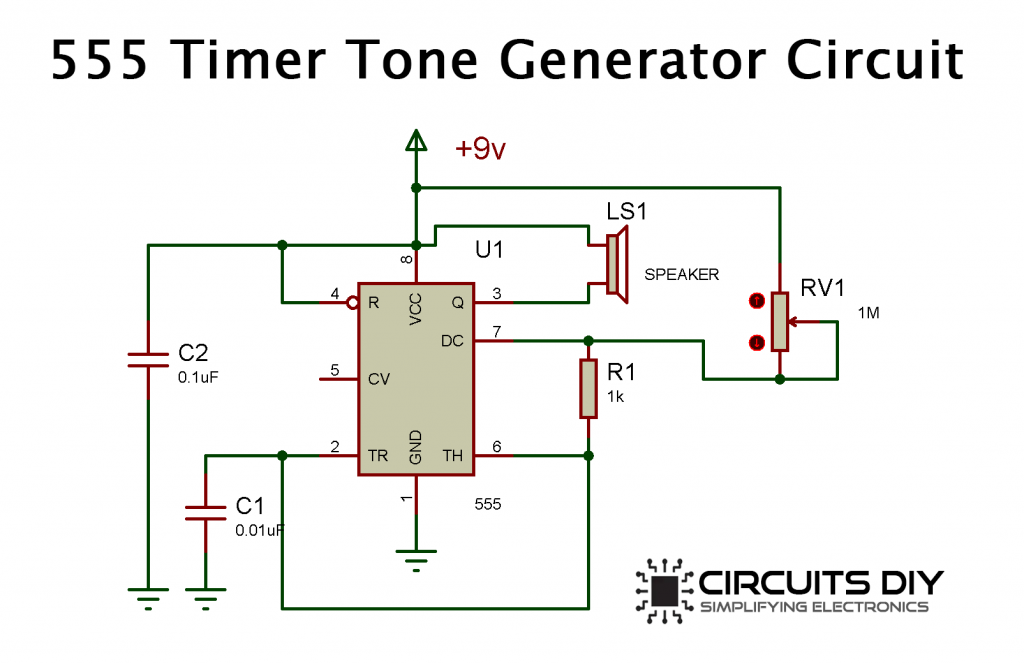 555 Timer Tone Generator Circuit
+9v
LS1
SPEAKER
U1
8
VCC
4
R
Q
3
RV1
1M
DC
7
C2
0.1uF
5
CV
R1
1k
2
TR
GND
TH
6
1
555
C1
0.01uF
CIRCUITS DIY
SIMPLIFYING ELECTRONICS